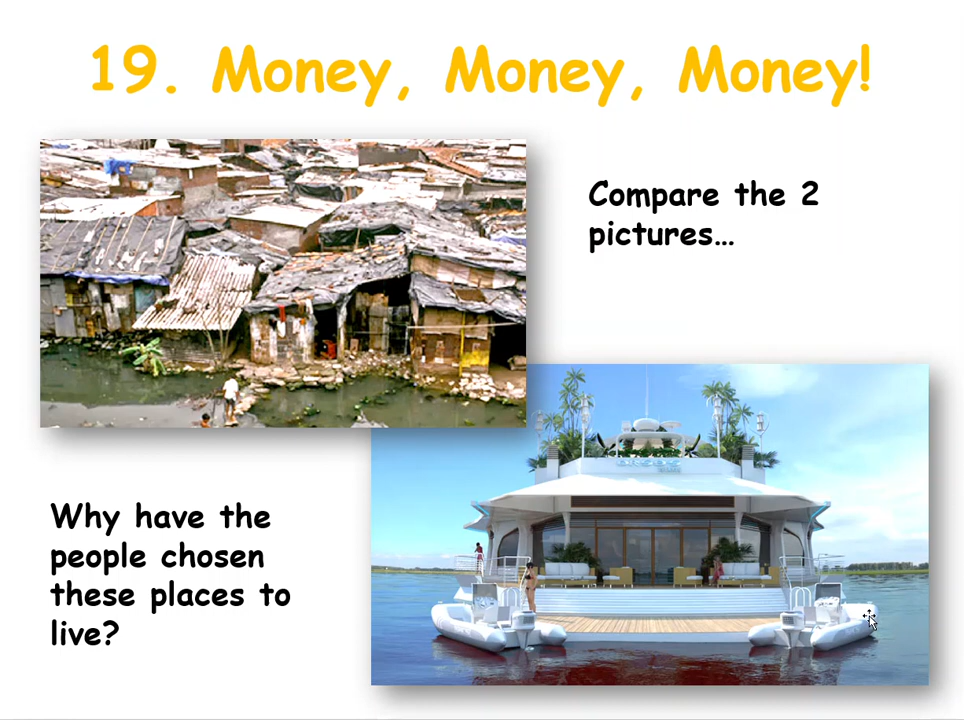 19. Money, Money, Money!
Compare the 2
pictures…
Why have the
people chosen
these places to
live?